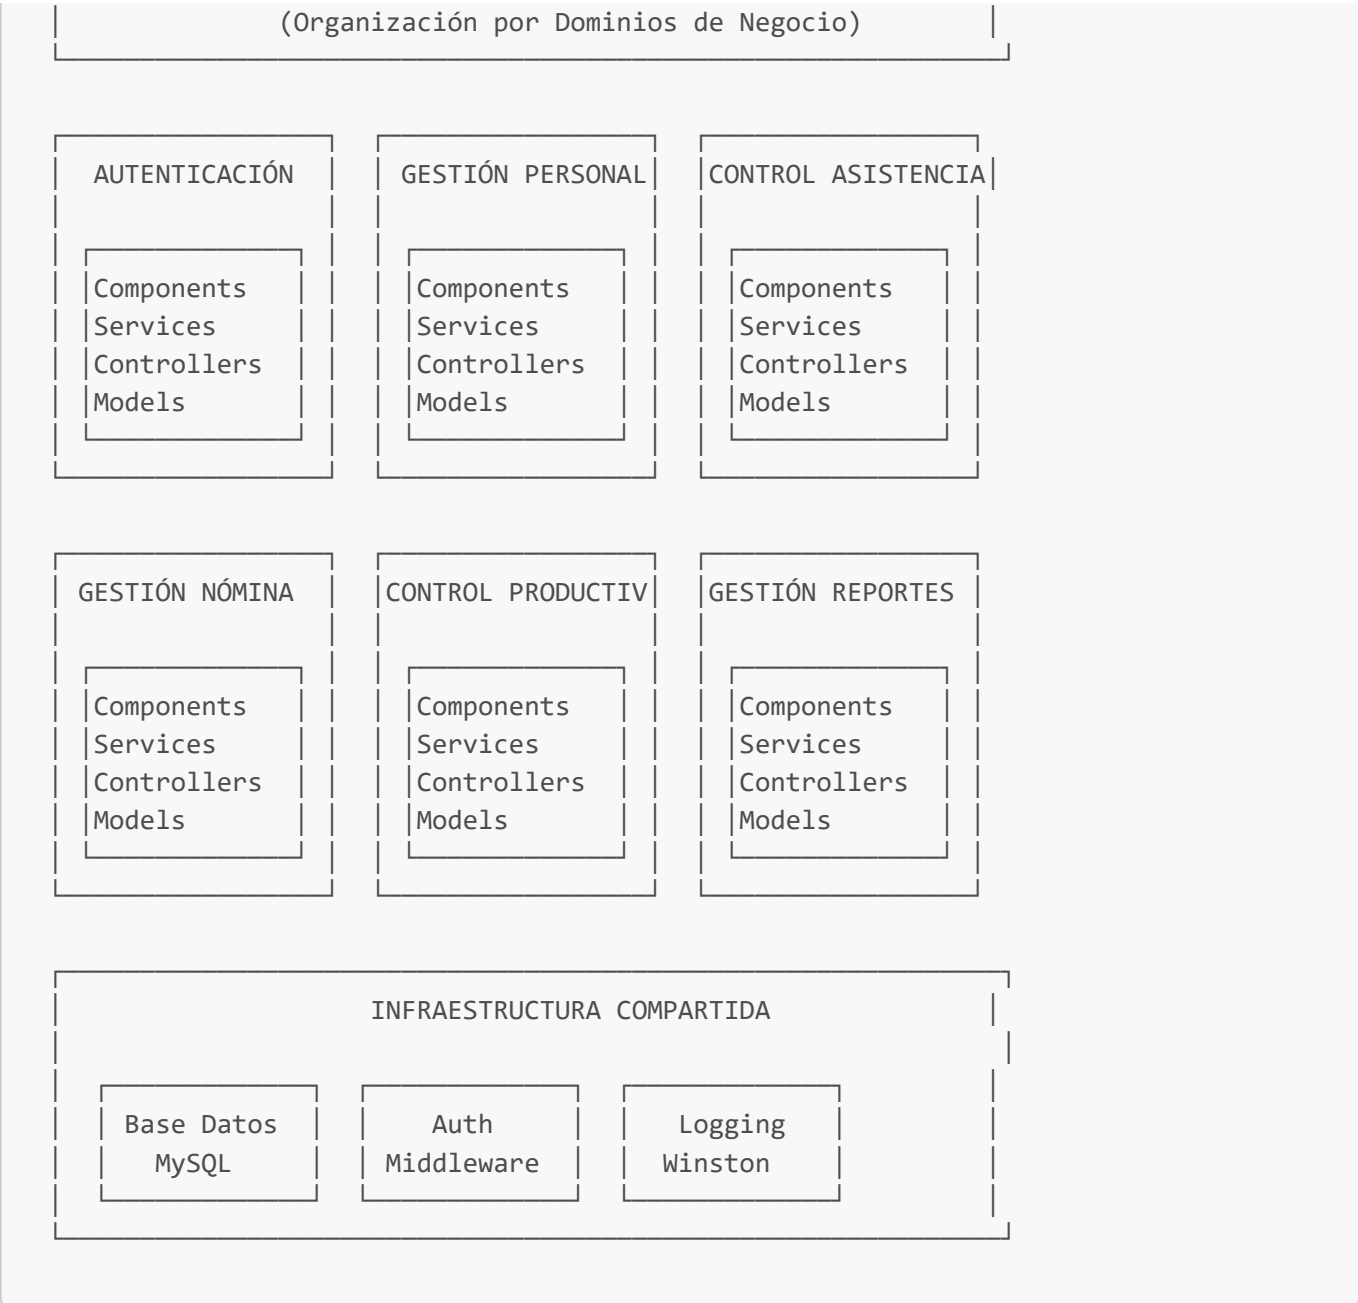 (Organización por Dominios de Negocio)
AUTENTICACIÓN GESTIÓN PERSONAL CONTROL ASISTENCIA
Components Components Components
Services Services Services
Controllers Controllers Controllers
Models Models Models
GESTIÓN NÓMINA CONTROL PRODUCTIV GESTIÓN REPORTES
Components Components Components
Services Services Services
Controllers Controllers Controllers
Models Models Models
INFRAESTRUCTURA COMPARTIDA
Base Datos Auth Logging
MySQL Middleware Winston